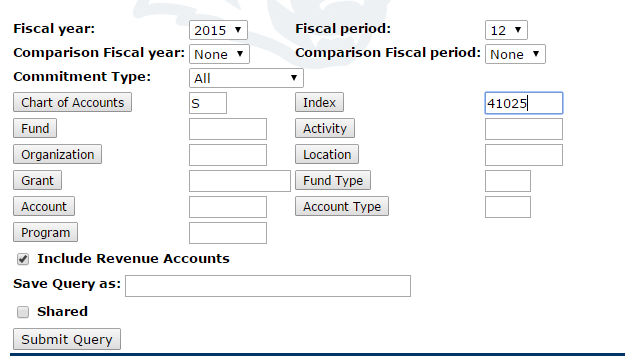 Fiscal year: 2015 Fiscal period: 12
Comparison Fiscal year: None Comparison Fiscal period: None
Commitment Type: All
Chart of Accounts S Index 41025
Fund Activity
Organization Location
Grant Fund Type
Account Account Type
Program
Include Revenue Accounts
Save Query as:
Shared
Submit Query